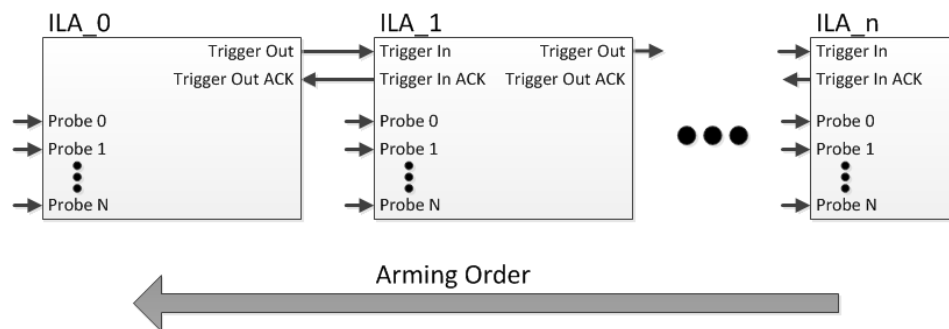 ILA_0
ILA_1
ILA_n
Trigger Out
Trigger In
Trigger Out
Trigger In
Trigger Out ACK
Trigger In ACK
Trigger Out ACK
Trigger In ACK
Probe 0
Probe 0
Probe 0
Probe 1
Probe 1
Probe 1
Probe N
Probe N
Probe N
Arming Order